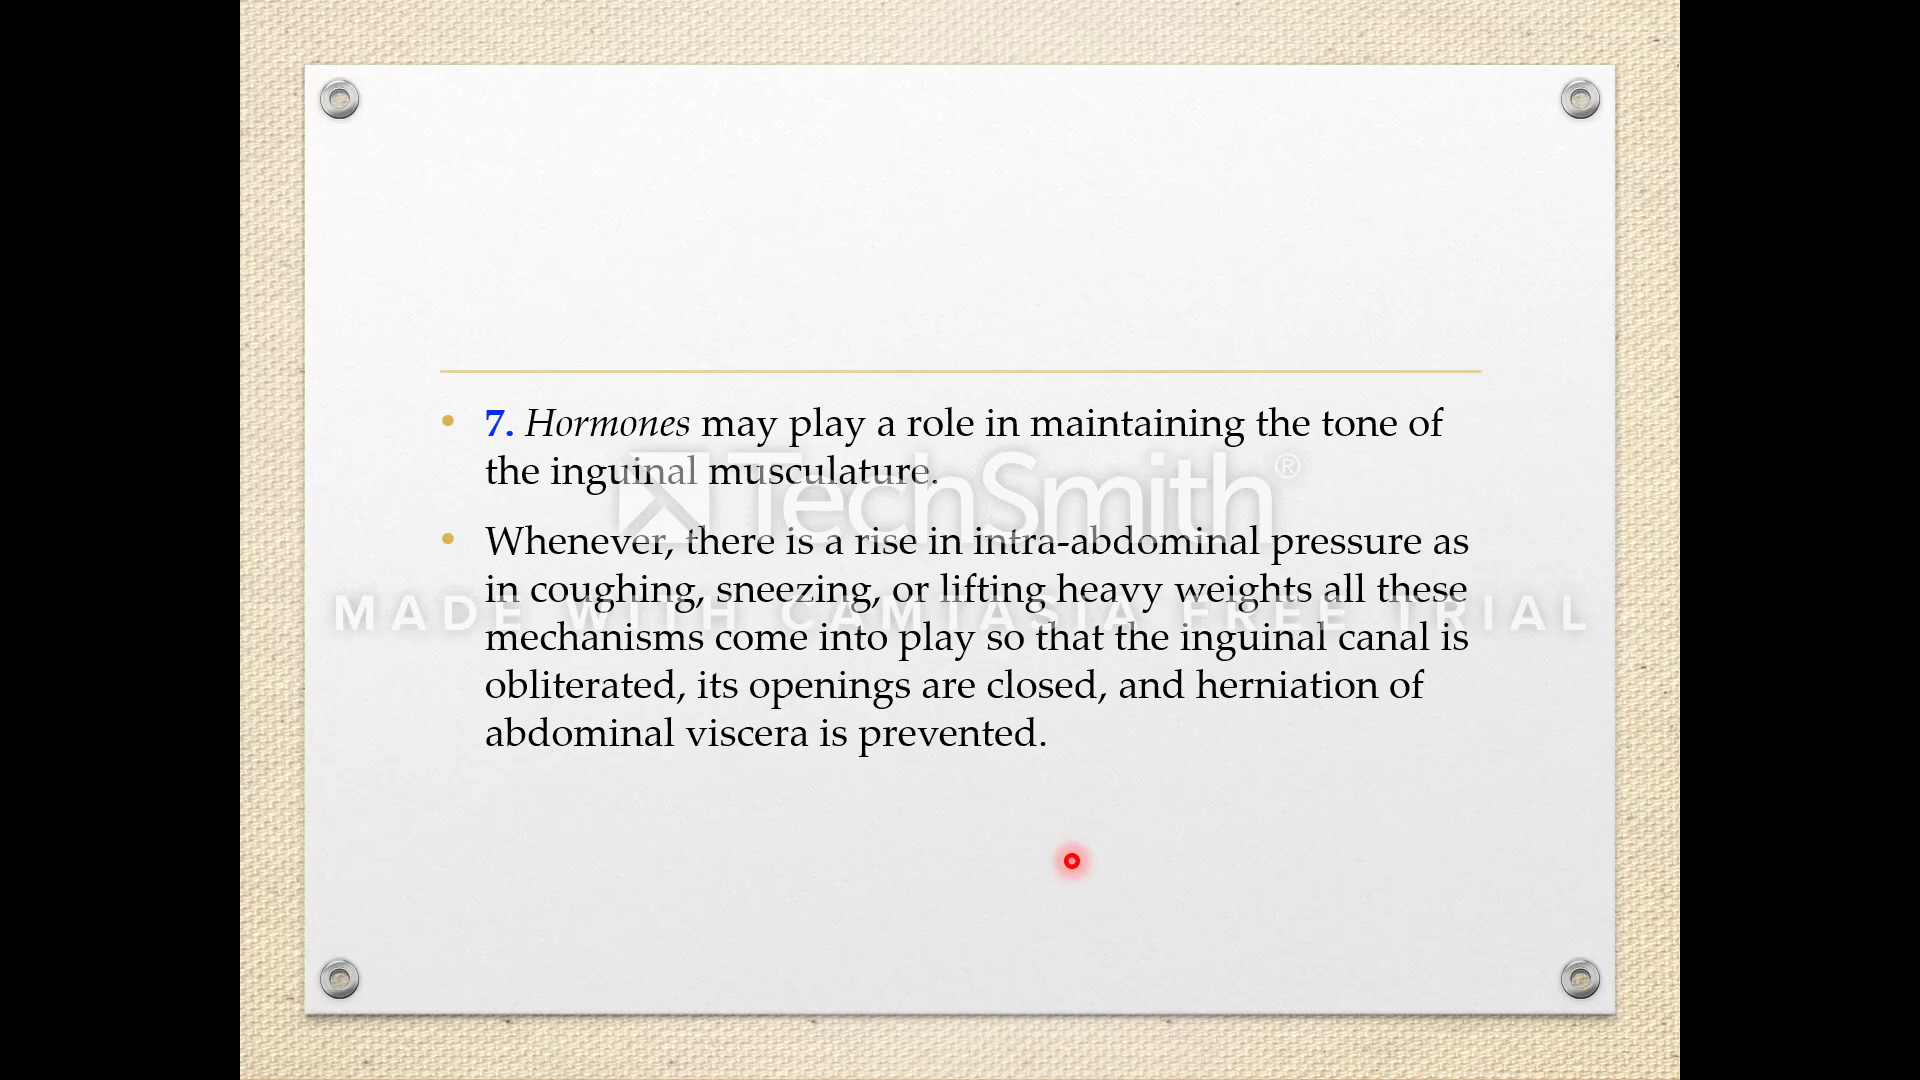 7. Hormones may play a role in maintaining the tone of
the inguinal musculature.
TechSmith®
Whenever, there is a rise in intra-abdominal pressure as
in coughing, sneezing, or lifting heavy weights all these
MADE WITH CAMTASIA FREE TRIAL
mechanisms come into play so that the inguinal canal is
obliterated, its openings are closed, and herniation of
abdominal viscera is prevented.